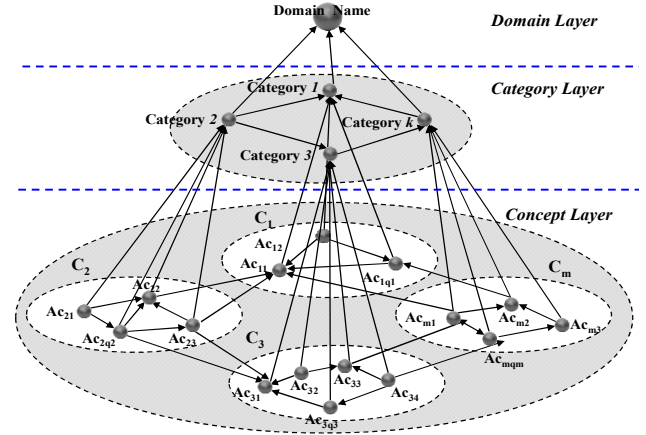 Domain Name
Domain Layer
Category Layer
Category 1
Category 2
Category k
Category 3
Concept Layer
C1
Ac12
Ac11
Ac1q1
C2
Ac22
Ac21
Ac2q2
Ac23
Cm
Acm1
Acm2
Acm3
Acmqm
C3
Ac31
Ac32
Ac33
Ac34
Ac3q3